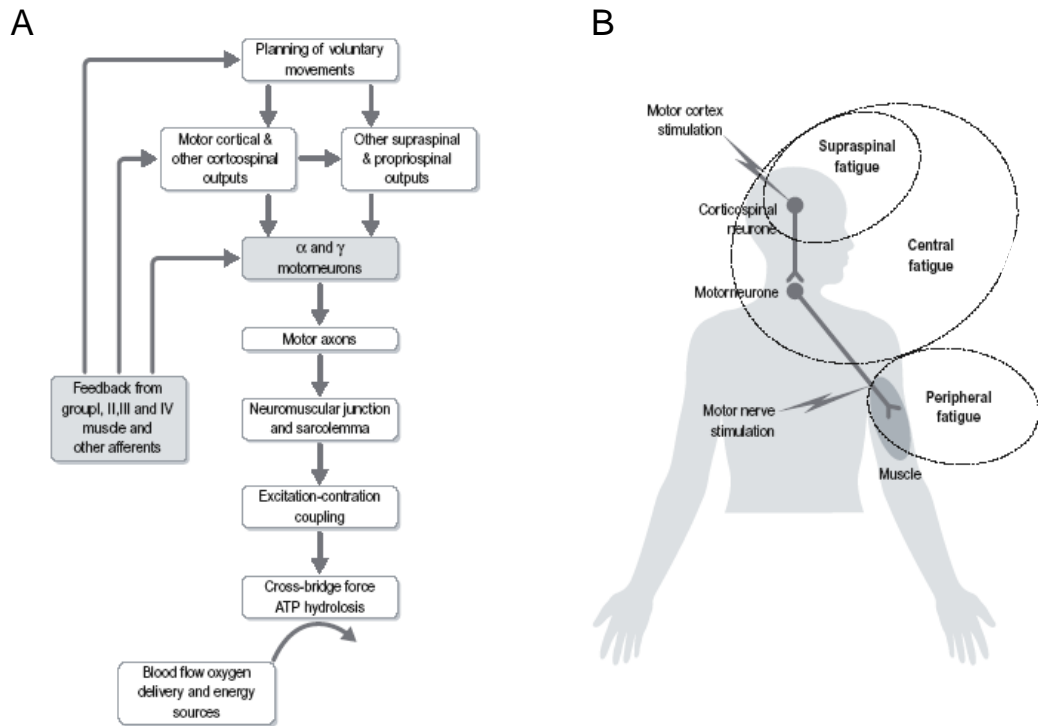 A
Planning of voluntary
movements
Motor cortical &
other corticospinal
outputs
Other supraspinal
& propriospinal
outputs
α and γ
motorneurons
Motor axons
Feedback from
groupI, II,III and IV
muscle and
other afferents
Neuromuscular junction
and sarcolemma
Excitation-contration
coupling
Cross-bridge force
ATP hydrolosis
Blood flow oxygen
delivery and energy
sources
B
Motor cortex
stimulation
Supraspinal
fatigue
Corticospinal
neurone
Central
fatigue
Motorneurone
Peripheral
fatigue
Motor nerve
stimulation
Muscle